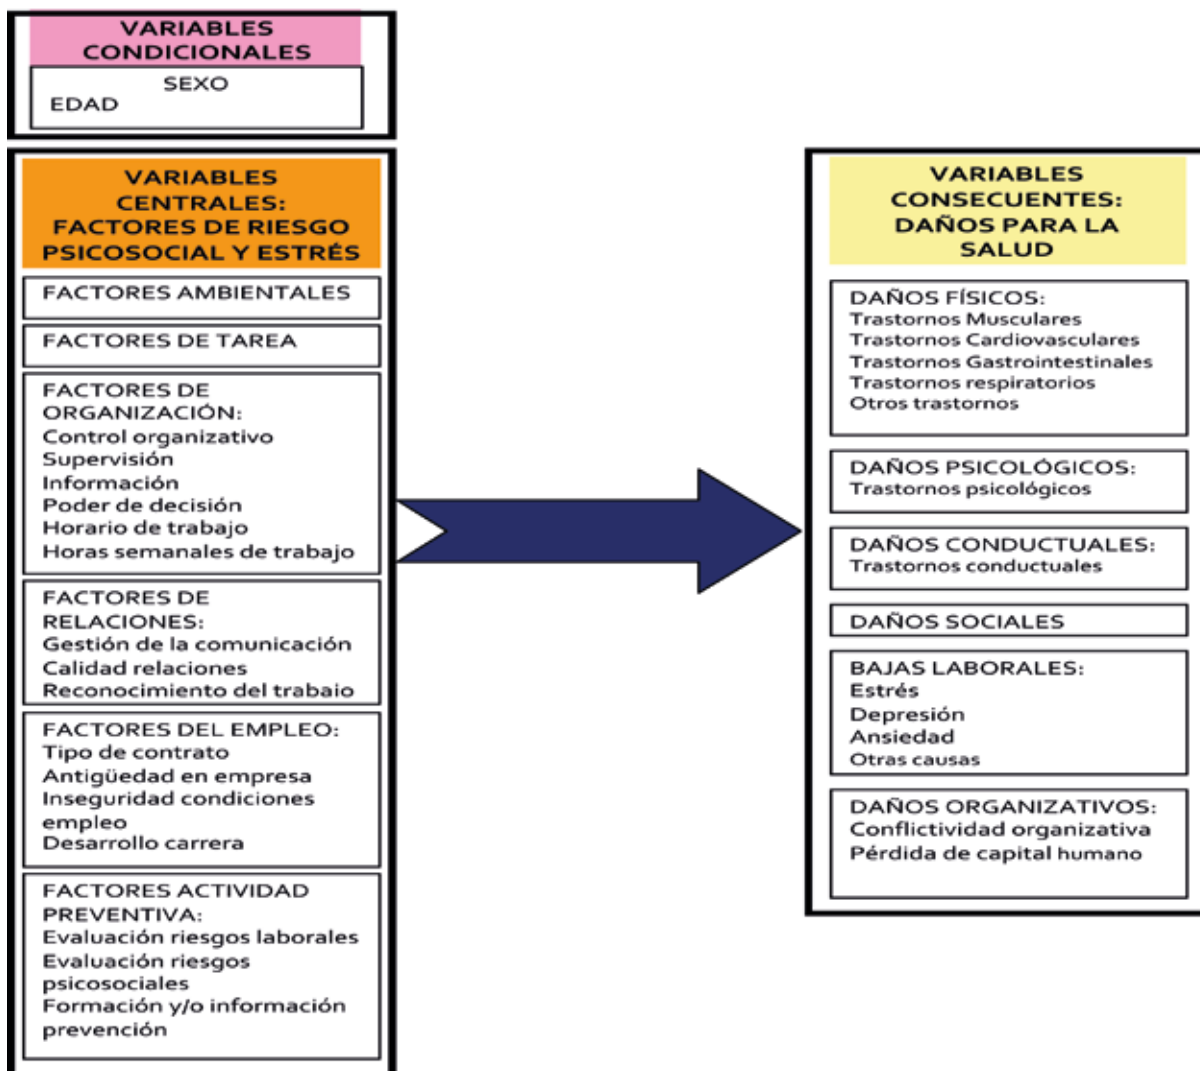 VARIABLES
CONDICIONALES
SEXO
EDAD
VARIABLES
CENTRALES:
FACTORES DE RIESGO
PSICOSOCIAL Y ESTRÉS
FACTORES AMBIENTALES
FACTORES DE TAREA
FACTORES DE
ORGANIZACIÓN:
Control organizativo
Supervisión
Información
Poder de decisión
Horario de trabajo
Horas semanales de trabajo
FACTORES DE
RELACIONES:
Gestión de la comunicación
Calidad relaciones
Reconocimiento del trabajo
FACTORES DEL EMPLEO:
Tipo de contrato
Antigüedad en empresa
Inseguridad condiciones
empleo
Desarrollo carrera
FACTORES ACTIVIDAD
PREVENTIVA:
Evaluación riesgos laborales
Evaluación riesgos
psicosociales
Formación y/o información
prevención
VARIABLES
CONSECUENTES:
DAÑOS PARA LA
SALUD
DAÑOS FÍSICOS:
Trastornos Musculares
Trastornos Cardiovasculares
Trastornos Gastrointestinales
Trastornos respiratorios
Otros trastornos
DAÑOS PSICOLÓGICOS:
Trastornos psicológicos
DAÑOS CONDUCTUALES:
Trastornos conductuales
DAÑOS SOCIALES
BAJAS LABORALES:
Estrés
Depresión
Ansiedad
Otras causas
DAÑOS ORGANIZATIVOS:
Conflictividad organizativa
Pérdida de capital humano